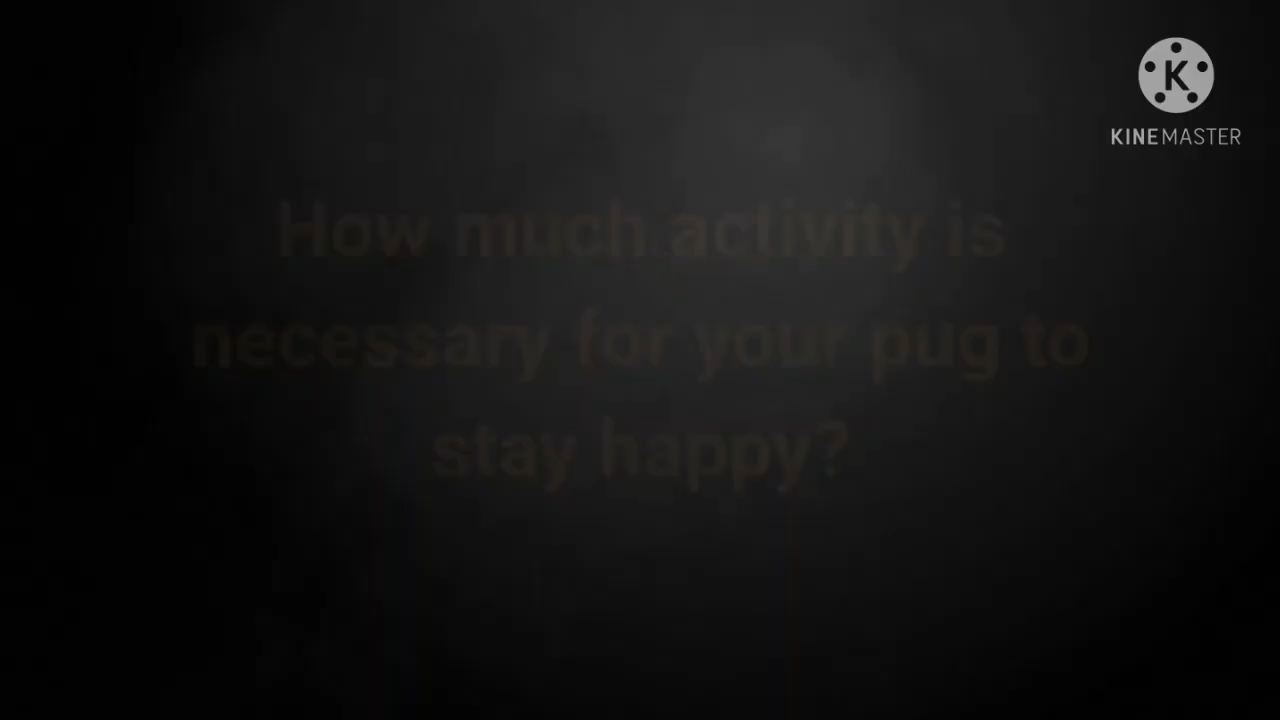 K
KINEMASTER
How much activity is
necessary for your pug to
stay happy?